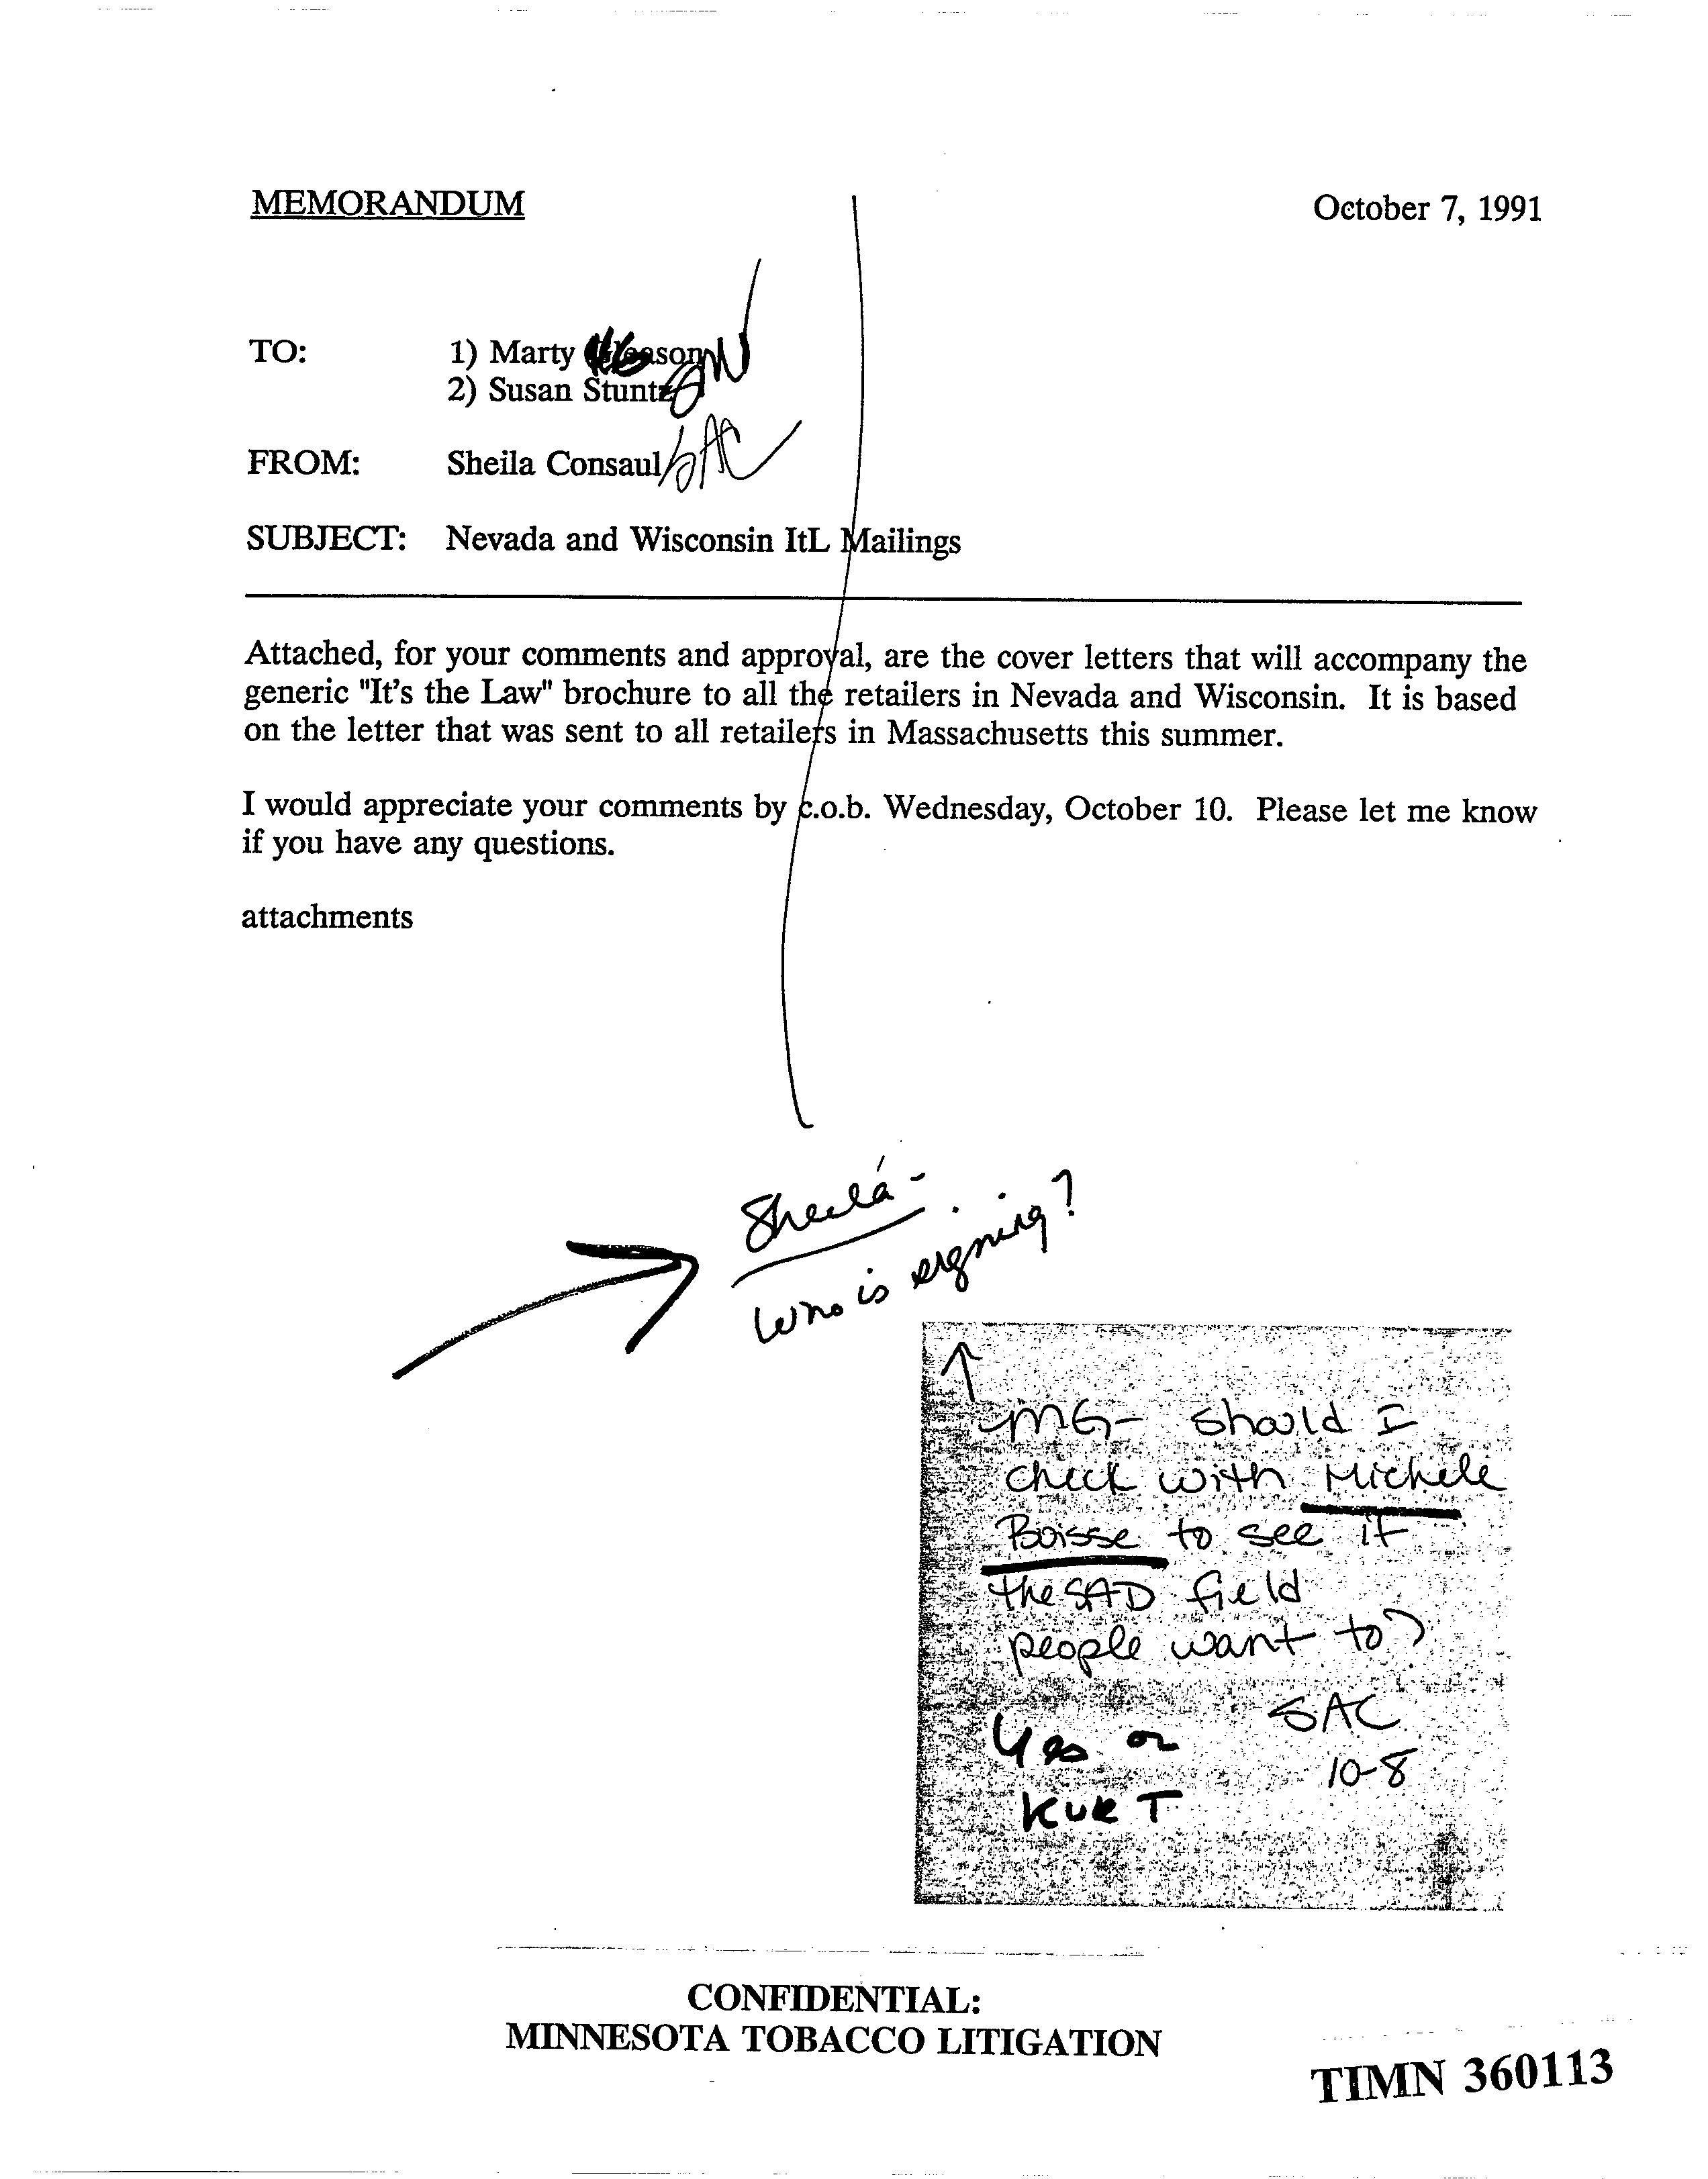 MEMORANDUM October 7, 1991
TO: 1) Marty Gleason
2) Susan Stuntz
FROM: Sheila Consaul SAC
SUBJECT: Nevada and Wisconsin ItL Mailings
Attached, for your comments and approval, are the cover letters that will accompany the
generic "It's the Law" brochure to all the retailers in Nevada and Wisconsin. It is based
on the letter that was sent to all retailers in Massachusetts this summer.
I would appreciate your comments by c.o.b. Wednesday, October 10. Please let me know
if you have any questions.
attachments
Sheila -
Who is signing?
MG- should I
check with Michele
Boisse to see if
the SAD field
people want to?
SAC
10-8
Yes or
KURT
CONFIDENTIAL:
MINNESOTA TOBACCO LITIGATION
TIMN 360113